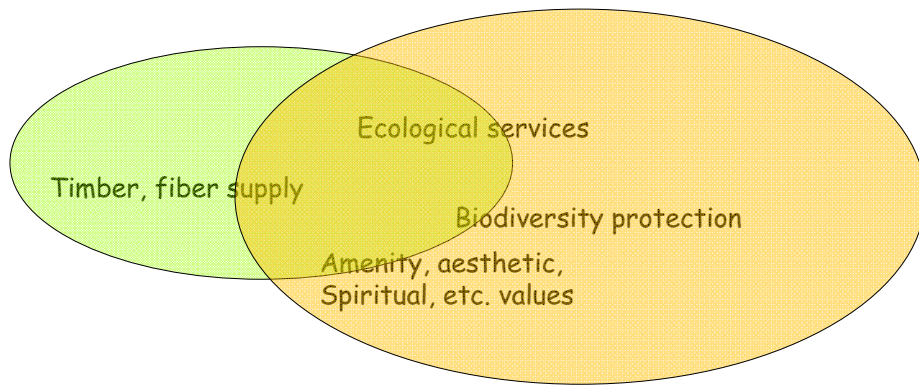 Ecological services
Timber, fiber supply
Biodiversity protection
Amenity, aesthetic,
Spiritual, etc. values